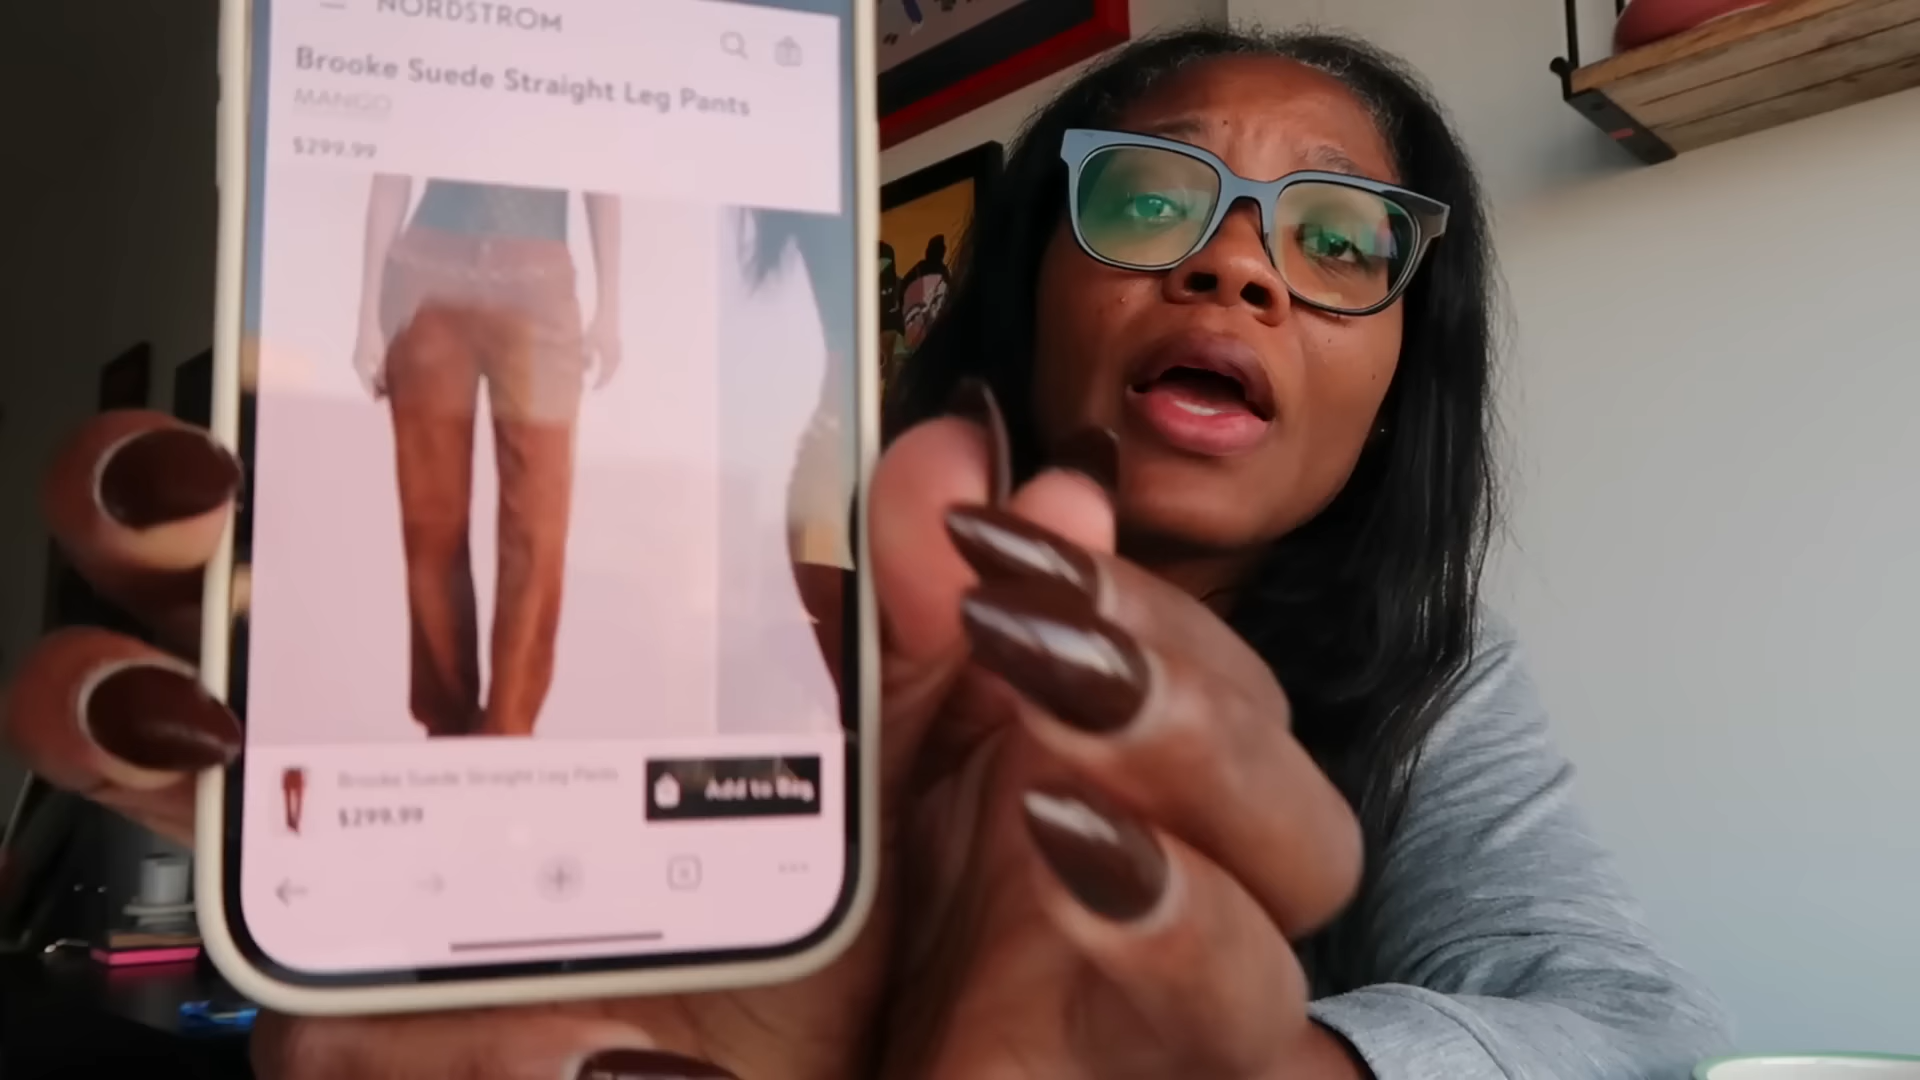 NORDSTROM
Brooke Suede Straight Leg Pants
MANGO
$299.99
Brooke Suede Straight Leg Pants
$299.99
Add to Bag